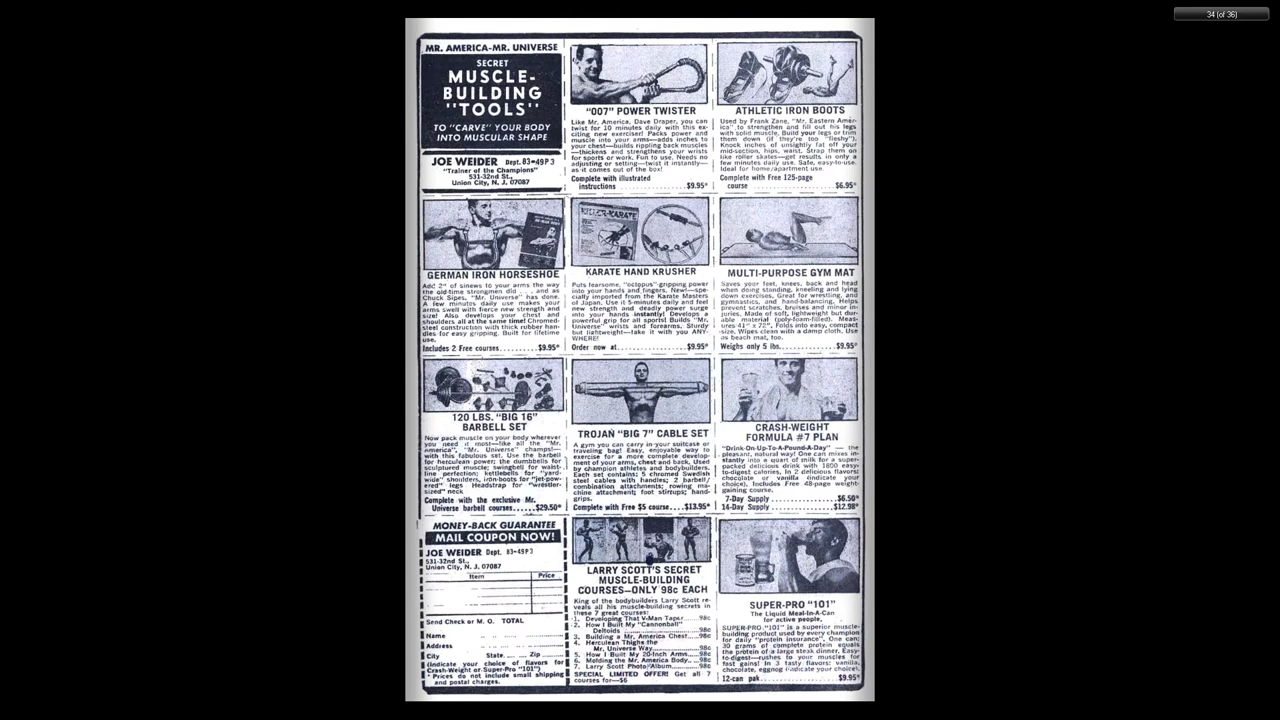 34 (of 36)
MR. AMERICA-MR. UNIVERSE
SECRET
MUSCLE-
BUILDING
"TOOLS"
TO "CARVE" YOUR BODY
INTO MUSCULAR SHAPE
JOE WEIDER Dept. 83-49P3
"Trainer of the Champions"
531-32nd St.,
Union City, N. J. 07087
"007" POWER TWISTER
Like Mr. America, Dave Draper, you can
twist for 10 minutes daily with this ex-
citing new exerciser! Packs power and
muscle into your arms—adds inches to
your chest—builds rippling back muscles
—thickens and strengthens your wrists
for sports or work. Fun to use. Needs no
adjusting or setting—twist it instantly—
as it comes out of the box!
Complete with illustrated
instructions ................$9.95*
ATHLETIC IRON BOOTS
Used by Frank Zane, "Mr. Eastern Amer-
ica", to strengthen and fill out his legs
with solid muscle. Build your legs or trim
them down (if they're too "fleshy").
Knock inches of unsightly fat off your
mid-section, hips, waist. Strap them on
like roller skates—get results in only a
few minutes daily use. Safe, easy-to-use.
Ideal for home/apartment use.
Complete with Free 125-page
course ....................$6.95*
GERMAN IRON HORSESHOE
Add 2" of sinews to your arms the way
the old-time strongmen did . . . and as
Chuck Sipes, "Mr. Universe" has done.
A few minutes daily use makes your
arms swell with fierce new strength and
size! Also develops your chest and
shoulders all at the same time! Chromed-
steel construction with thick rubber han-
dles for easy gripping. Built for lifetime
use.
Includes 2 Free courses..........$9.95*
KILLER-KARATE
KARATE HAND KRUSHER
Puts fearsome, "octopus"-gripping power
into your hands and fingers. New!—spe-
cially imported from the Karate Masters
of Japan. Use it 5-minutes daily and feel
new strength and deadly power surge
into your hands instantly! Develops a
powerful grip for all sports! Builds "Mr.
Universe" wrists and forearms. Sturdy
but lightweight—take it with you ANY-
WHERE!
Order now at..................$9.95*
MULTI-PURPOSE GYM MAT
Saves your feet, knees, back and head
when doing standing, kneeling and lying
down exercises. Great for wrestling, and
gymnastics, and hand-balancing. Helps
prevent scratches, bruises and minor in-
juries. Made of soft, lightweight but dur-
able material (poly-foam-filled). Meas-
ures 41" x 72". Folds into easy, compact
size. Wipes clean with a damp cloth. Use
as beach mat, too.
Weighs only 5 lbs...............$9.95*
120 LBS. "BIG 16"
BARBELL SET
Now pack muscle on your body wherever
you need it most—like all the "Mr.
America", "Mr. Universe" champs!—
with this fabulous set. Use the barbell
for herculean power; the dumbbells for
sculptured muscle; swingbell for waist-
line perfection; kettlebells for "yard-
wide" shoulders, iron-boots for "jet-pow-
ered" legs Headstrap for "wrestler-
sized" neck
Complete with the exclusive Mr.
Universe barbell courses......$29.50*
TROJAN "BIG 7" CABLE SET
A gym you can carry in your suitcase or
traveling bag! Easy, enjoyable way to
exercise for a more complete develop-
ment of your arms, chest and back. Used
by champion athletes and bodybuilders.
Each set contains: 5 chromed Swedish
steel cables with handles; 2 barbell/
combination attachments; rowing ma-
chine attachment; foot stirrups; hand-
grips.
Complete with Free $5 course....$13.95*
CRASH-WEIGHT
FORMULA #7 PLAN
"Drink-On-Up-To-A-Pound-A-Day" — the
pleasant, natural way! One can mixes in-
stantly into a quart of milk for a super-
packed delicious drink with 1800 easy-
to-digest calories. In 2 delicious flavors:
chocolate or vanilla (indicate your
choice). Includes Free 48-page weight-
gaining course.
7-Day Supply ..................$6.50*
14-Day Supply .................$12.98*
MONEY-BACK GUARANTEE
MAIL COUPON NOW!
JOE WEIDER Dept. 83-49P3
531-32nd St.,
Union City, N. J. 07087
Item Price
Send Check or M. O. TOTAL
Name
Address
City State Zip
(Indicate your choice of flavors for
Crash-Weight or Super-Pro "101")
* Prices do not include small shipping
and postal charges.
LARRY SCOTT'S SECRET
MUSCLE-BUILDING
COURSES—ONLY 98c EACH
King of the bodybuilders Larry Scott re-
veals all his muscle-building secrets in
these 7 great courses:
1. Developing That V-Man Taper......98c
2. How I Built My "Cannonball"
Deltoids ....................98c
3. Building a Mr. America Chest....98c
4. Herculean Thighs the
Mr. Universe Way.............98c
5. How I Built My 20-Inch Arms...98c
6. Molding the Mr. America Body..98c
7. Larry Scott Photo Album.......98c
SPECIAL LIMITED OFFER! Get all 7
courses for—$6
SUPER-PRO "101"
The Liquid Meal-In-A-Can
for active people.
SUPER-PRO "101" is a superior muscle-
building product used by every champion
for daily "protein insurance". One can:
30 grams of complete protein equals
the protein of a large steak dinner. Easy-
to-digest—rushes to your muscles for
fast gains! In 3 tasty flavors: vanilla,
chocolate, eggnog (indicate your choice).
12-can pak.....................$9.95*